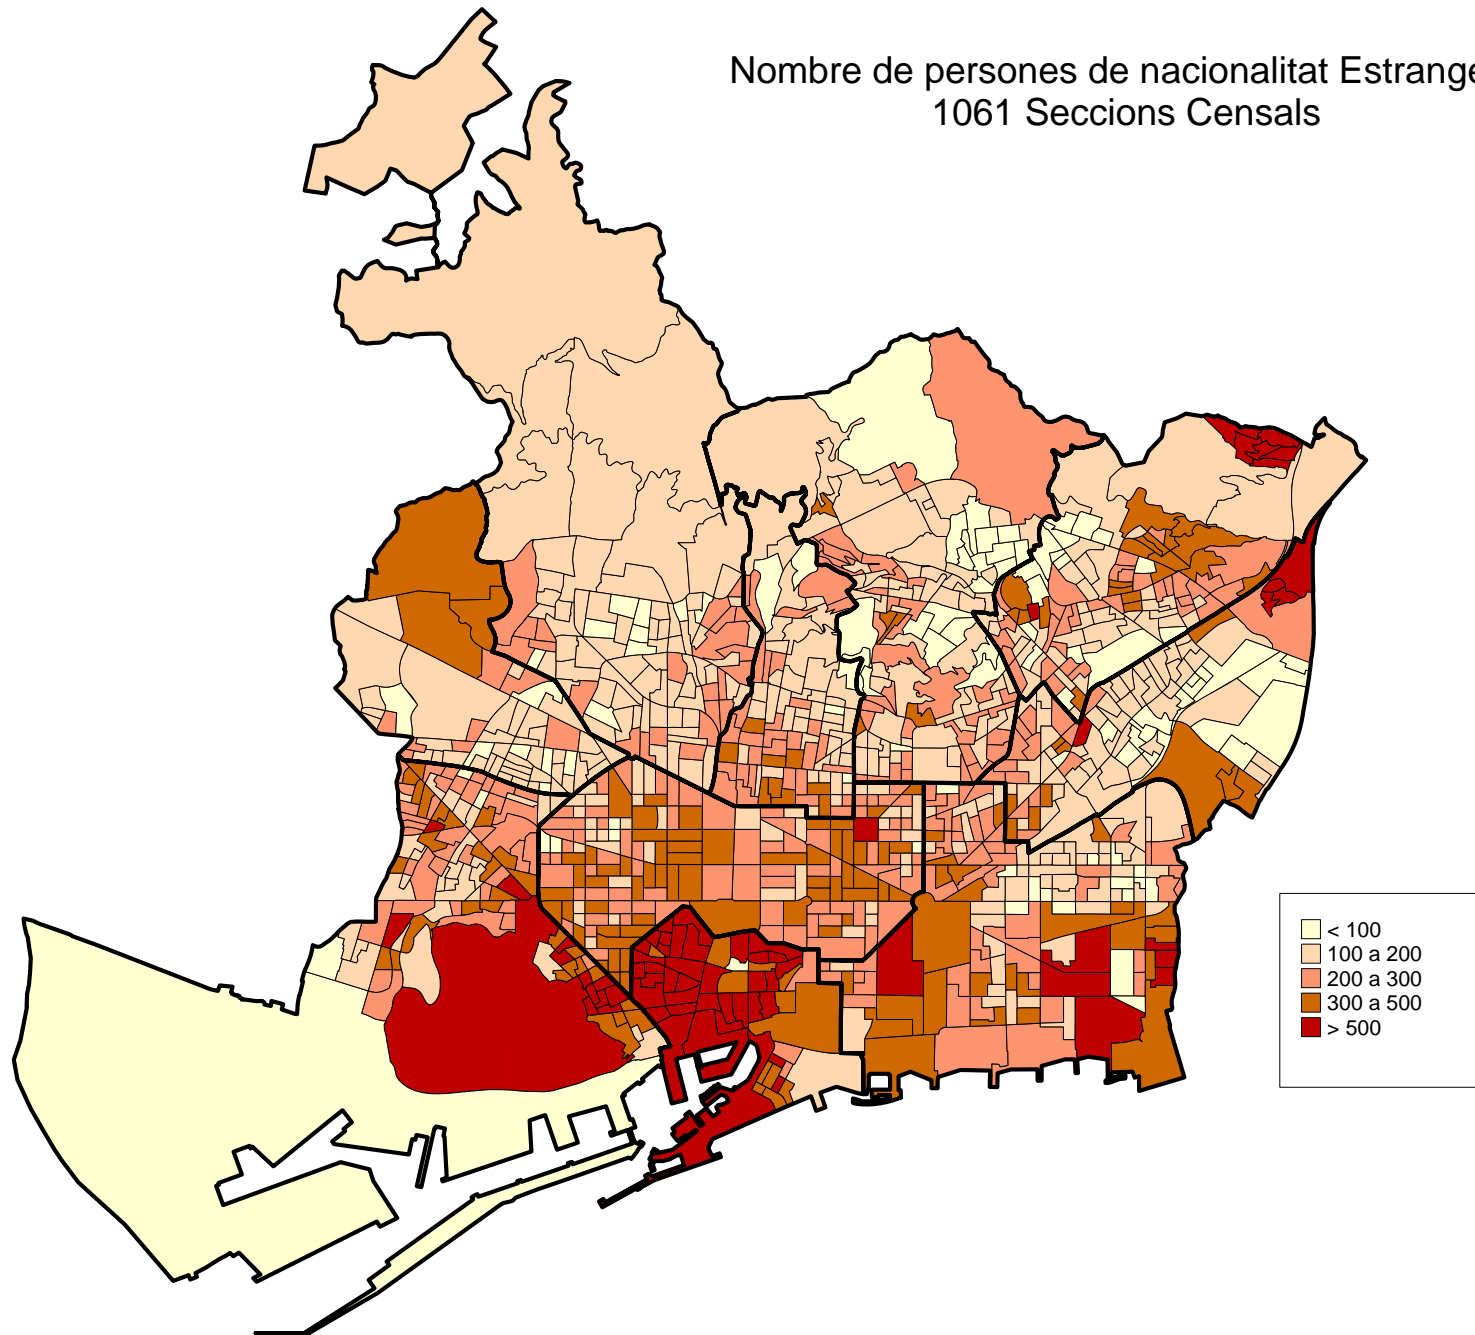 Nombre de persones de nacionalitat Estrange
1061 Seccions Censals
< 100
100 a 200
200 a 300
300 a 500
> 500